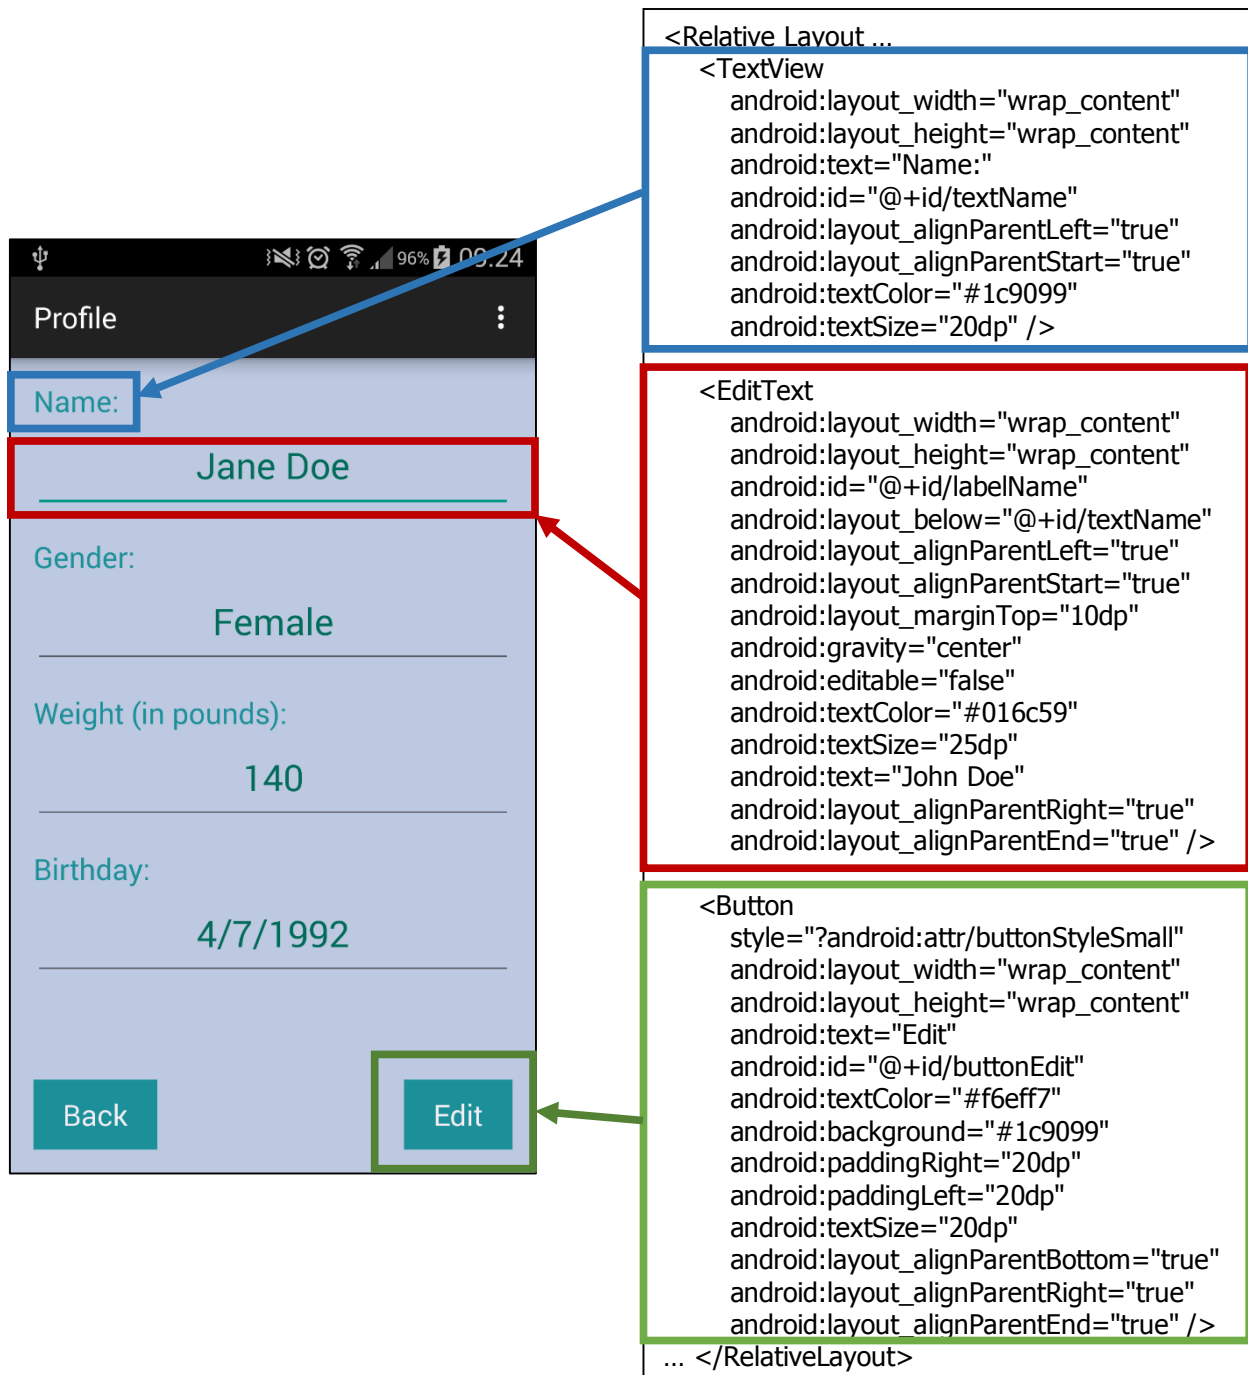 96% 09:24
Profile
Name:
Jane Doe
Gender:
Female
Weight (in pounds):
140
Birthday:
4/7/1992
Back
Edit
<Relative Layout ...
<TextView
android:layout_width="wrap_content"
android:layout_height="wrap_content"
android:text="Name:"
android:id="@+id/textName"
android:layout_alignParentLeft="true"
android:layout_alignParentStart="true"
android:textColor="#1c9099"
android:textSize="20dp" />
<EditText
android:layout_width="wrap_content"
android:layout_height="wrap_content"
android:id="@+id/labelName"
android:layout_below="@+id/textName"
android:layout_alignParentLeft="true"
android:layout_alignParentStart="true"
android:layout_marginTop="10dp"
android:gravity="center"
android:editable="false"
android:textColor="#016c59"
android:textSize="25dp"
android:text="John Doe"
android:layout_alignParentRight="true"
android:layout_alignParentEnd="true" />
<Button
style="?android:attr/buttonStyleSmall"
android:layout_width="wrap_content"
android:layout_height="wrap_content"
android:text="Edit"
android:id="@+id/buttonEdit"
android:textColor="#f6eff7"
android:background="#1c9099"
android:paddingRight="20dp"
android:paddingLeft="20dp"
android:textSize="20dp"
android:layout_alignParentBottom="true"
android:layout_alignParentRight="true"
android:layout_alignParentEnd="true" />
... </RelativeLayout>